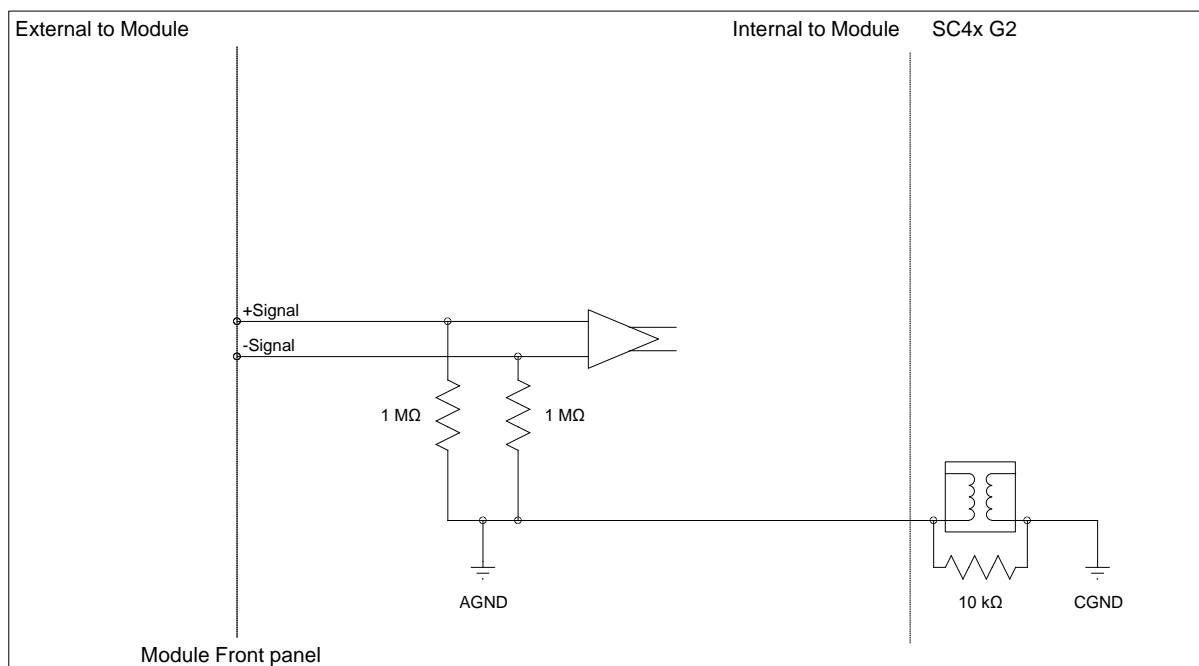 External to Module
Internal to Module
SC4x G2
+Signal
-Signal
1 MΩ
1 MΩ
AGND
10 kΩ
CGND
Module Front panel